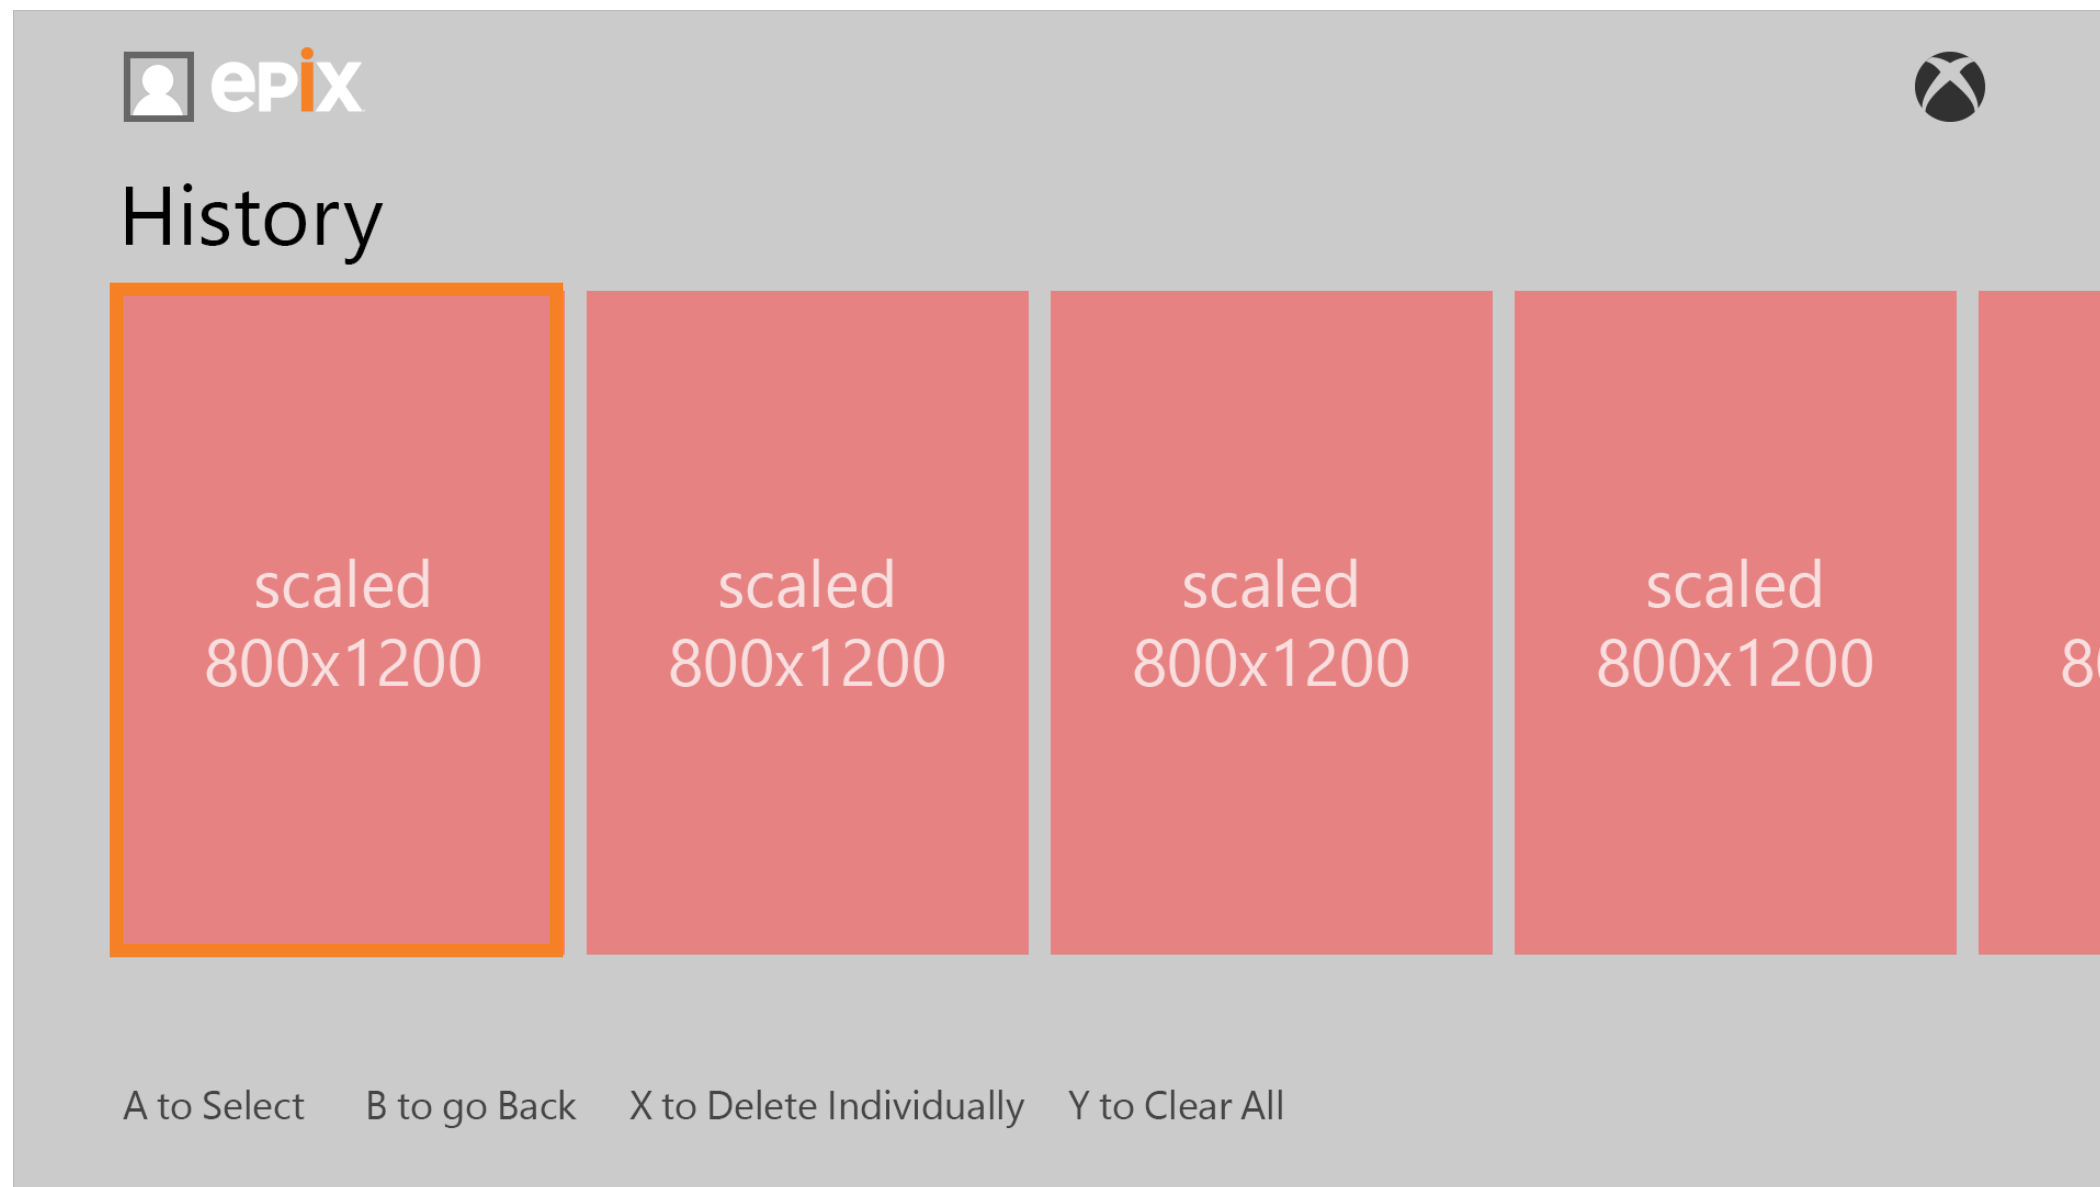 epix
History
scaled
800x1200
scaled
800x1200
scaled
800x1200
scaled
800x1200
A to Select
B to go Back
X to Delete Individually
Y to Clear All